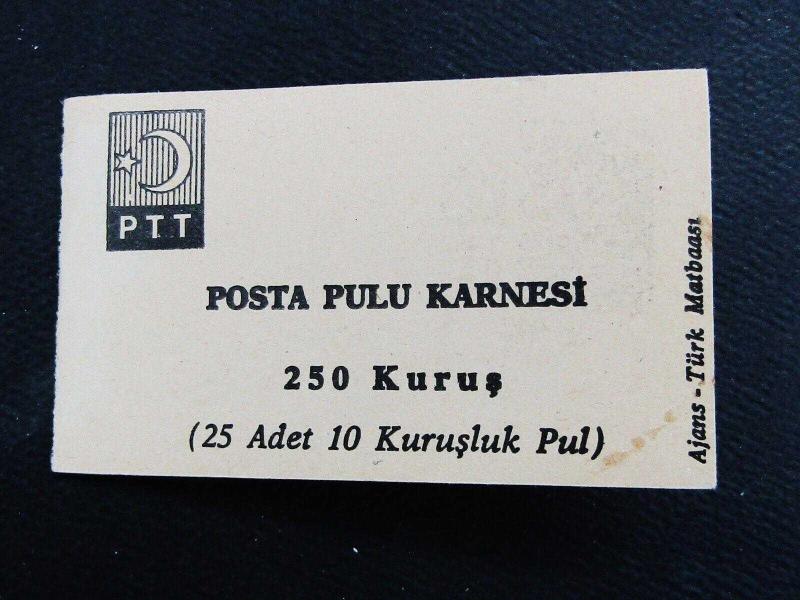 PTT
POSTA PULU KARNESİ
250 Kuruş
(25 Adet 10 Kuruşluk Pul)
Ajans - Türk Matbaası